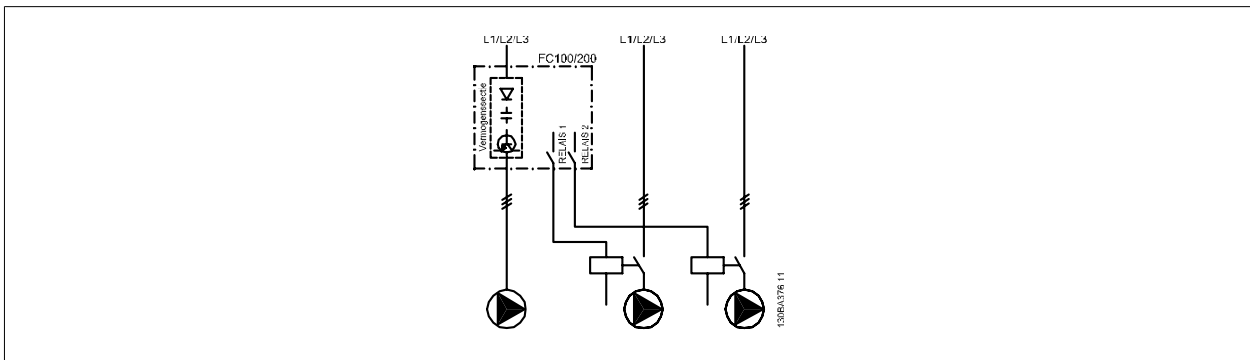 L1/L2/L3
L1/L2/L3
L1/L2/L3
FC100/200
Vermogenssectie
RELAIS 1
RELAIS 2
130BA376.11